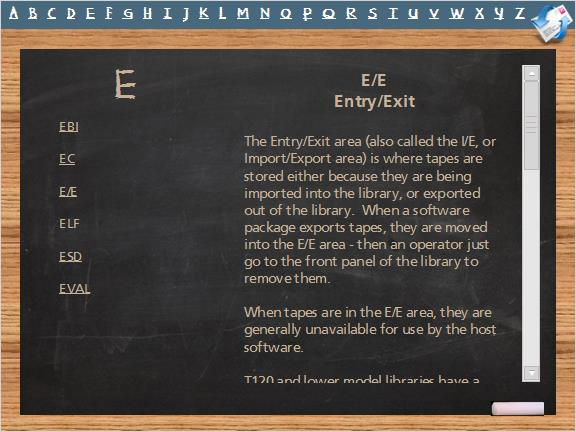 A B C D E F G H I J K L M N O P Q R S T U V W X Y Z
E
EBI
EC
E/E
ELF
ESD
EVAL
E/E
Entry/Exit
The Entry/Exit area (also called the I/E, or
Import/Export area) is where tapes are
stored either because they are being
imported into the library, or exported
out of the library.  When a software
package exports tapes, they are moved
into the E/E area - then an operator just
go to the front panel of the library to
remove them.
When tapes are in the E/E area, they are
generally unavailable for use by the host
software.
T120 and lower model libraries have a